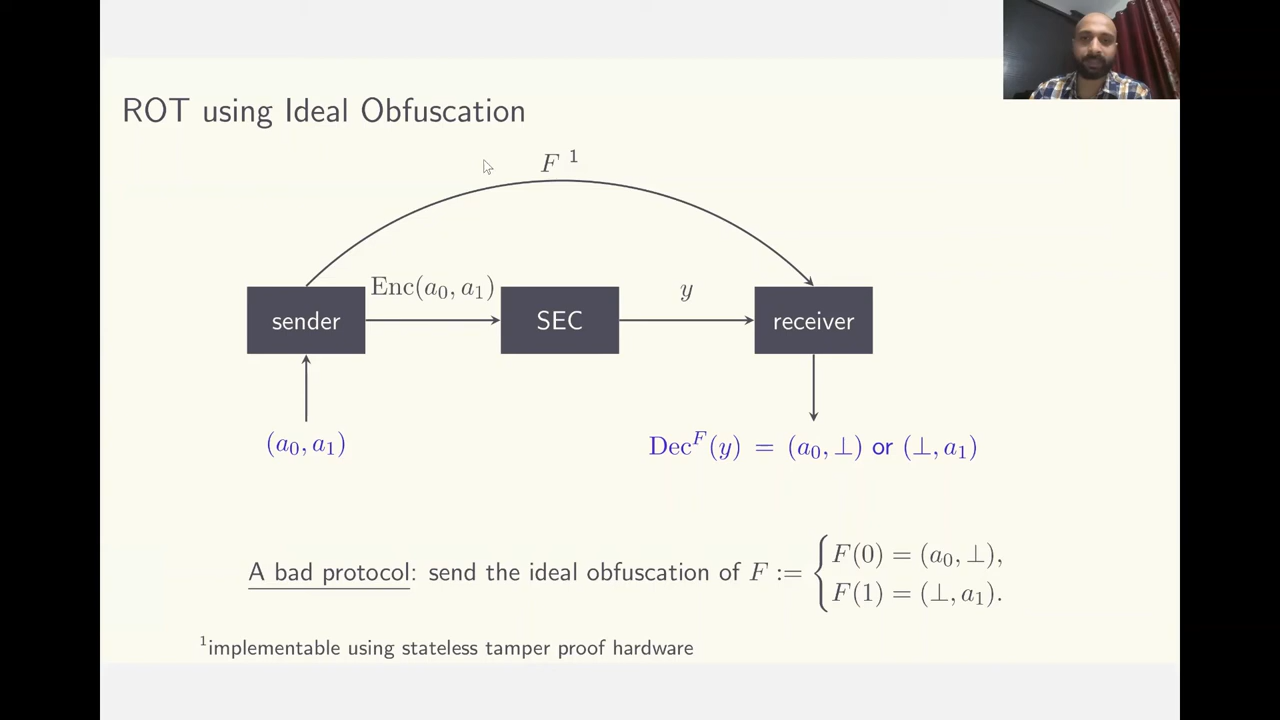 ROT using Ideal Obfuscation
F ¹
Enc(a₀, a₁)
y
sender
SEC
receiver
(a₀, a₁)
Decᶠ(y) = (a₀, ⊥) or (⊥, a₁)
A bad protocol: send the ideal obfuscation of F := { F(0) = (a₀, ⊥),
F(1) = (⊥, a₁).
¹implementable using stateless tamper proof hardware